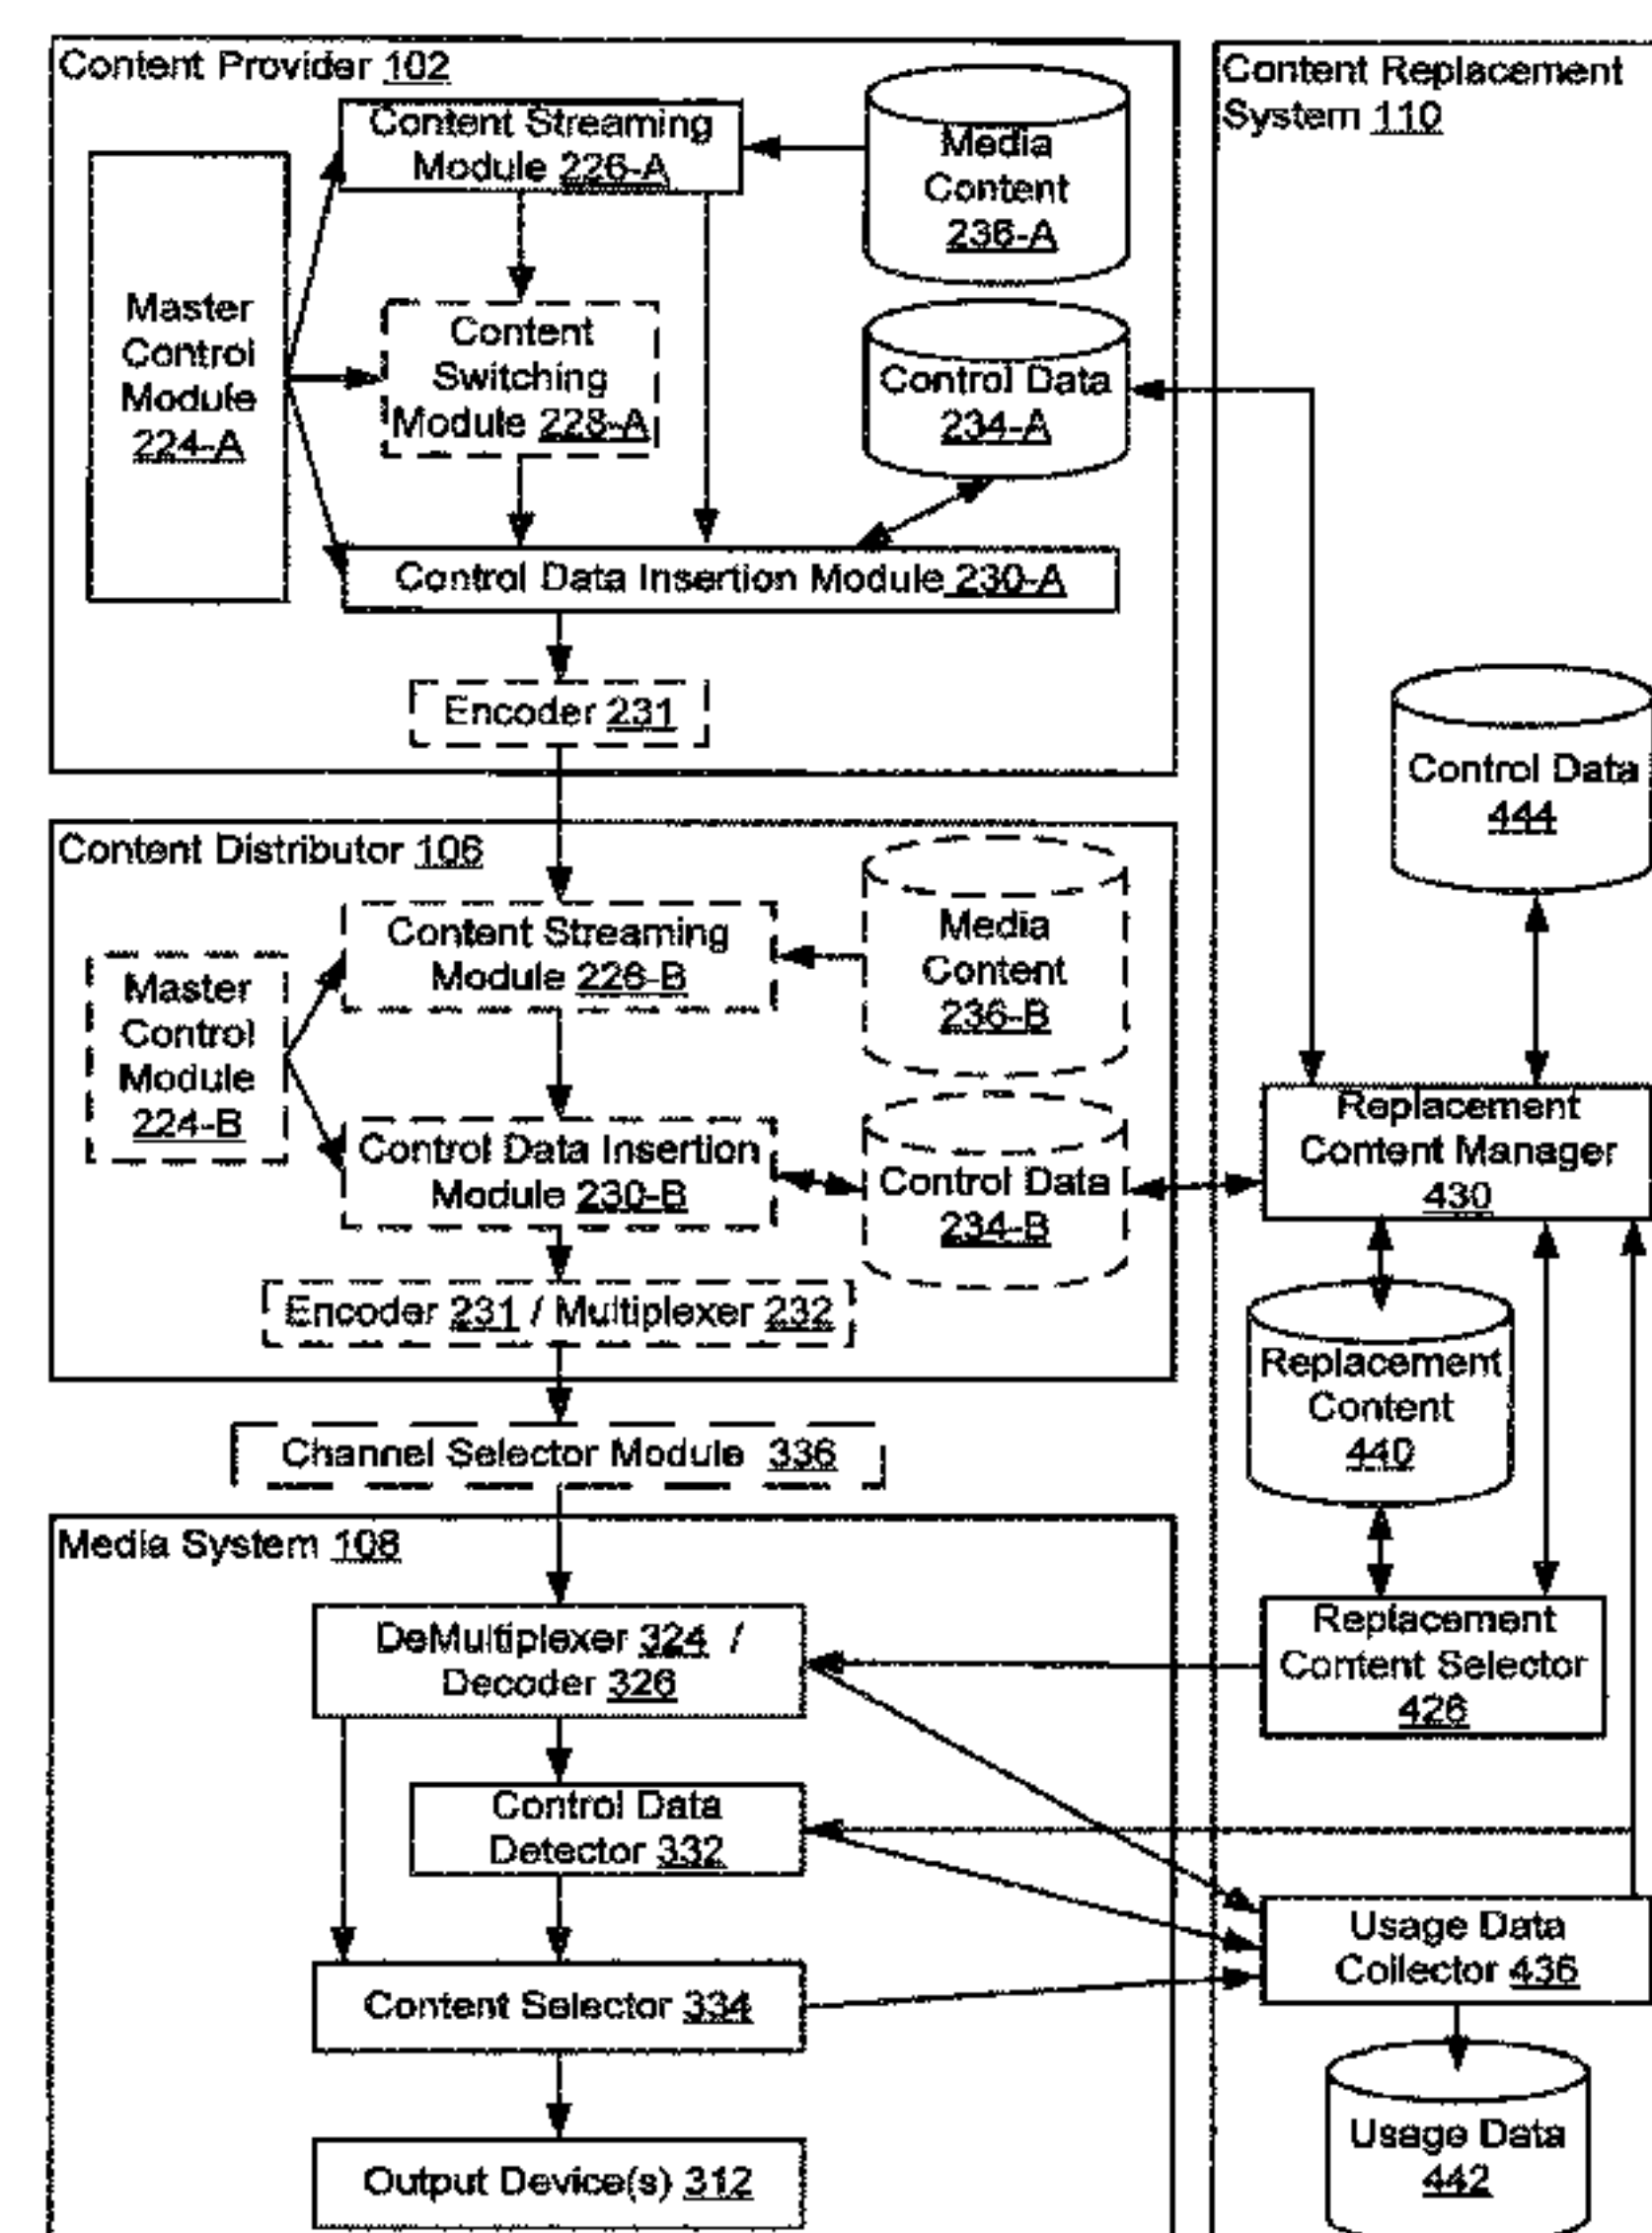 Content Provider 102
Content Streaming
Module 226-A
Media
Content
236-A
Master
Control
Module
224-A
Content
Switching
Module 228-A
Control Data
234-A
Control Data Insertion Module 230-A
Encoder 231
Content Replacement
System 110
Control Data
444
Content Distributor 106
Content Streaming
Module 226-B
Media
Content
236-B
Master
Control
Module
224-B
Control Data Insertion
Module 230-B
Control Data
234-B
Encoder 231 / Multiplexer 232
Replacement
Content Manager
430
Replacement
Content
440
Channel Selector Module 336
Media System 108
DeMultiplexer 324 /
Decoder 326
Replacement
Content Selector
426
Control Data
Detector 332
Usage Data
Collector 436
Content Selector 334
Output Device(s) 312
Usage Data
442